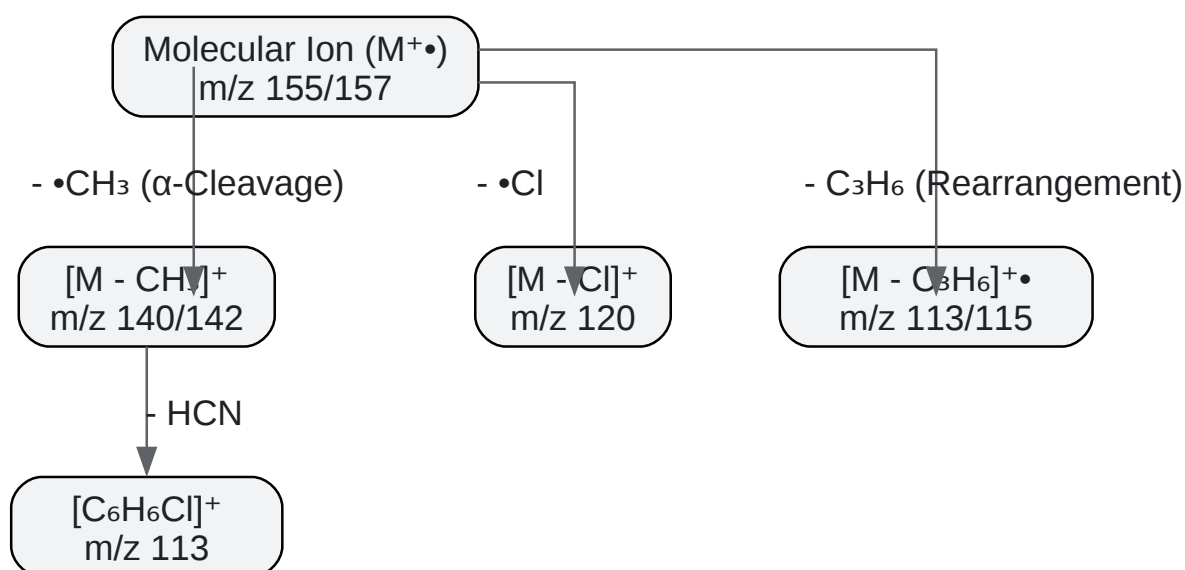 Molecular Ion (M⁺•)
m/z 155/157
- •CH₃ (α-Cleavage)
- •Cl
- C₃H₆ (Rearrangement)
[M - CH₃]⁺
m/z 140/142
[M - Cl]⁺
m/z 120
[M - C₃H₆]⁺•
m/z 113/115
- HCN
[C₆H₆Cl]⁺
m/z 113